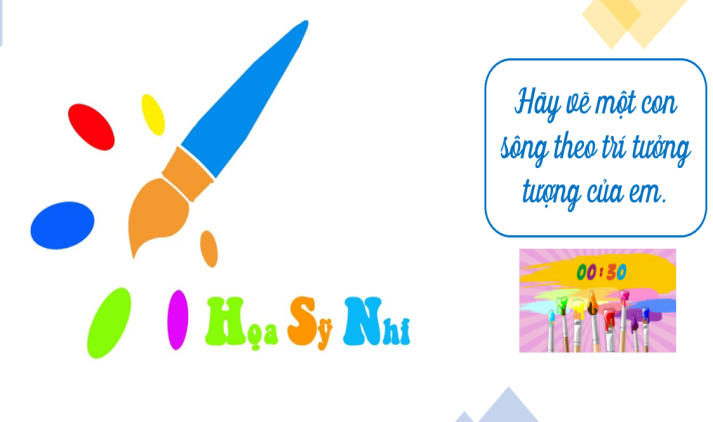 Hãy vẽ một con
sông theo trí tưởng
tượng của em.
00:30
Họa Sỹ Nhí